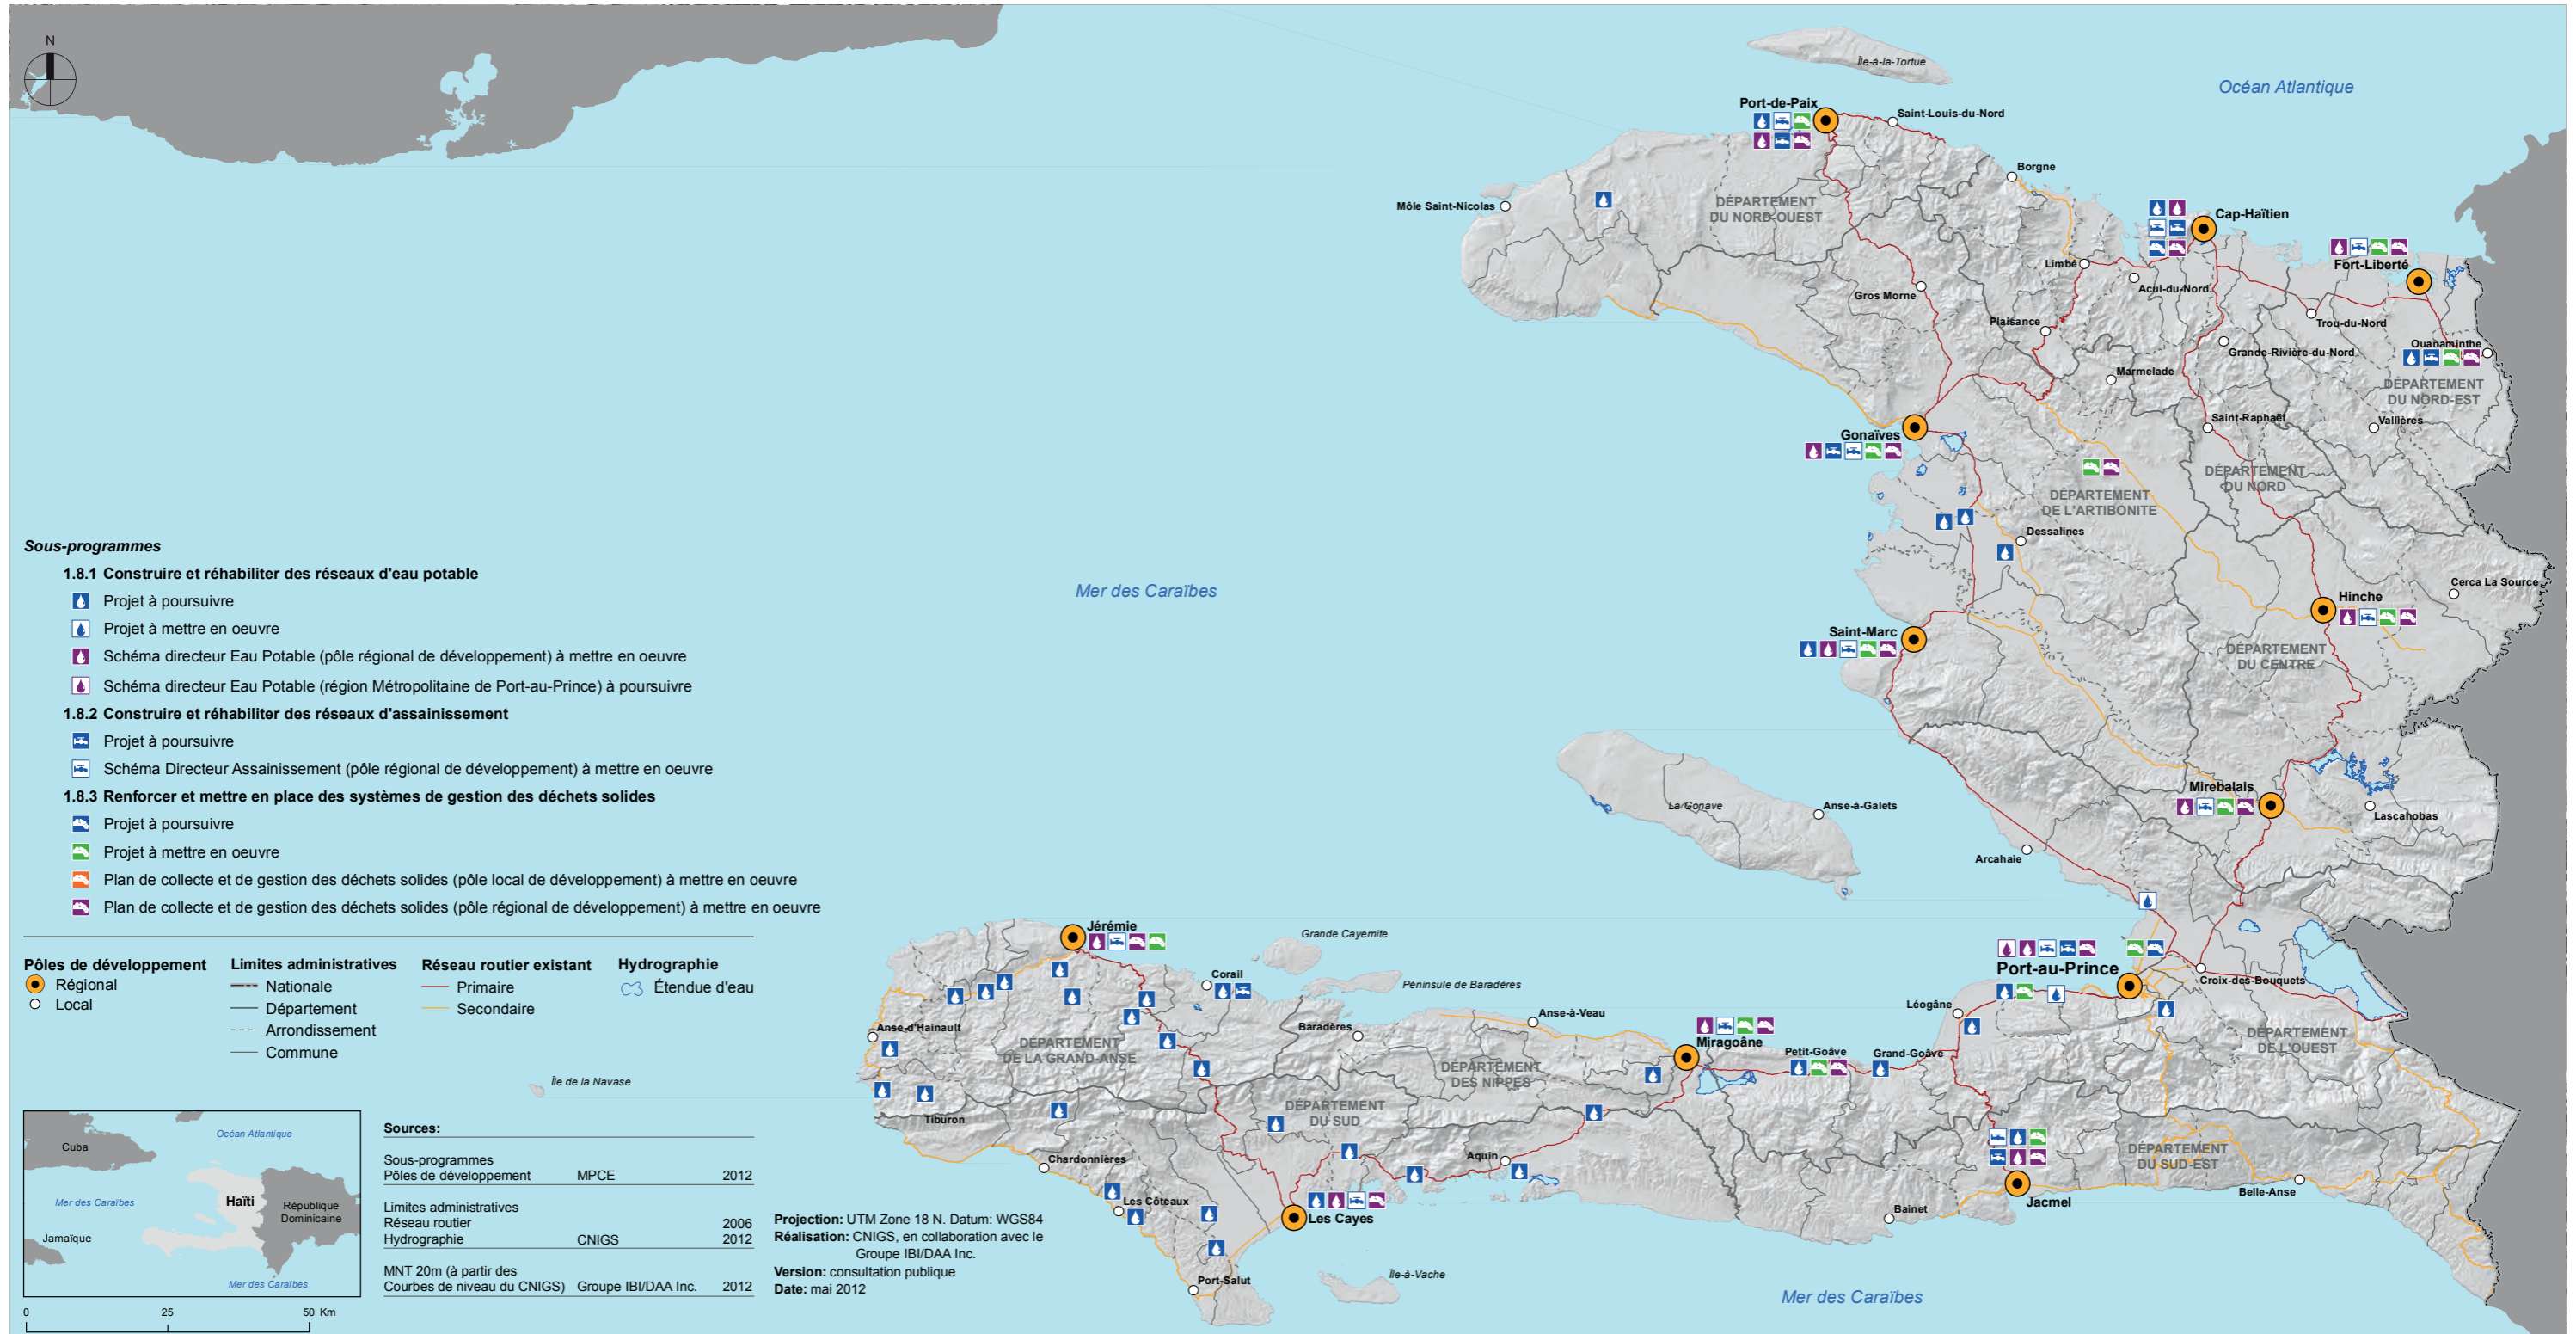 N
Île-à-la-Tortue
Océan Atlantique
Port-de-Paix
Saint-Louis-du-Nord
Borgne
Môle Saint-Nicolas
DÉPARTEMENT
DU NORD-OUEST
Cap-Haïtien
Fort-Liberté
Limbé
Acul-du-Nord
Gros Morne
Plaisance
Trou-du-Nord
Grande-Rivière-du-Nord
Ouanaminthe
Marmelade
DÉPARTEMENT
DU NORD-EST
Saint-Raphaël
Vallières
Gonaïves
DÉPARTEMENT
DU NORD
DÉPARTEMENT
DE L'ARTIBONITE
Dessalines
Cerca La Source
Hinche
Mer des Caraïbes
Saint-Marc
DÉPARTEMENT
DU CENTRE
Mirebalais
Lascahobas
La Gonave
Anse-à-Galets
Arcahaie
Sous-programmes
1.8.1 Construire et réhabiliter des réseaux d'eau potable
Projet à poursuivre
Projet à mettre en oeuvre
Schéma directeur Eau Potable (pôle régional de développement) à mettre en oeuvre
Schéma directeur Eau Potable (région Métropolitaine de Port-au-Prince) à poursuivre
1.8.2 Construire et réhabiliter des réseaux d'assainissement
Projet à poursuivre
Schéma Directeur Assainissement (pôle régional de développement) à mettre en oeuvre
1.8.3 Renforcer et mettre en place des systèmes de gestion des déchets solides
Projet à poursuivre
Projet à mettre en oeuvre
Plan de collecte et de gestion des déchets solides (pôle local de développement) à mettre en oeuvre
Plan de collecte et de gestion des déchets solides (pôle régional de développement) à mettre en oeuvre
Pôles de développement
Régional
Local
Limites administratives
Nationale
Département
Arrondissement
Commune
Réseau routier existant
Primaire
Secondaire
Hydrographie
Étendue d'eau
Jérémie
Grande Cayemite
Corail
Péninsule de Baradères
Port-au-Prince
Croix-des-Bouquets
Léogâne
Anse-d'Hainault
Baradères
Anse-à-Veau
Miragoâne
DÉPARTEMENT
DE LA GRAND-ANSE
DÉPARTEMENT
DES NIPPES
Petit-Goâve
Grand-Goâve
DÉPARTEMENT
DE L'OUEST
Île de la Navase
Tiburon
DÉPARTEMENT
DU SUD
Chardonnières
Aquin
DÉPARTEMENT
DU SUD-EST
Les Côteaux
Les Cayes
Bainet
Jacmel
Belle-Anse
Port-Salut
Île-à-Vache
Mer des Caraïbes
Cuba
Océan Atlantique
Mer des Caraïbes
Haïti
République
Dominicaine
Jamaïque
Mer des Caraïbes
0 25 50 Km
Sources:
Sous-programmes
Pôles de développement MPCE 2012
Limites administratives
Réseau routier 2006
Hydrographie CNIGS 2012
MNT 20m (à partir des
Courbes de niveau du CNIGS) Groupe IBI/DAA Inc. 2012
Projection: UTM Zone 18 N. Datum: WGS84
Réalisation: CNIGS, en collaboration avec le
Groupe IBI/DAA Inc.
Version: consultation publique
Date: mai 2012